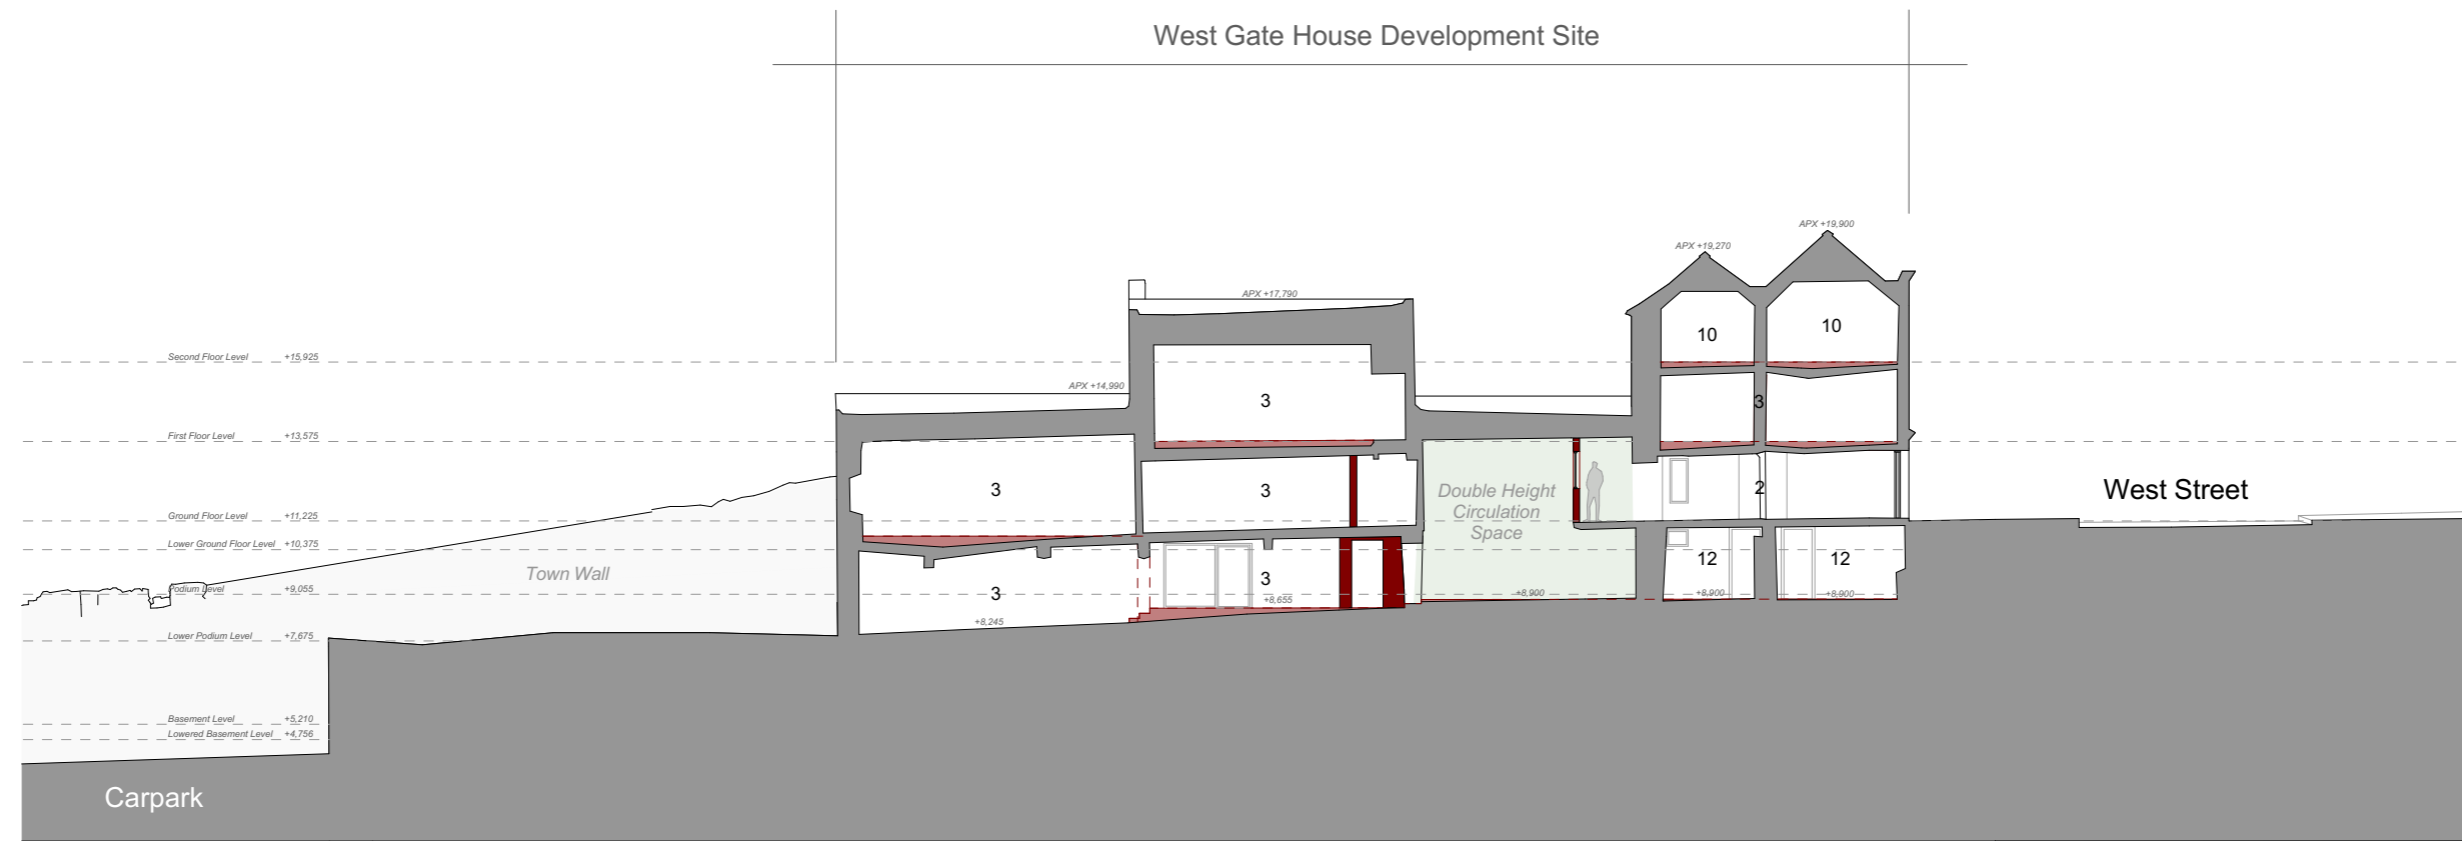 West Gate House Development Site
APX +19,900
APX +19,270
APX +17,790
10
10
Second Floor Level +15,925
APX +14,990
3
3
First Floor Level +13,575
3
3
Double Height
Circulation
Space
2
West Street
Ground Floor Level +11,225
Lower Ground Floor Level +10,375
Town Wall
12
12
3
3
Podium Level +9,055
+8,655
+8,900
+8,900
+8,900
+8,245
Lower Podium Level +7,675
Basement Level +5,210
Lowered Basement Level +4,756
Carpark